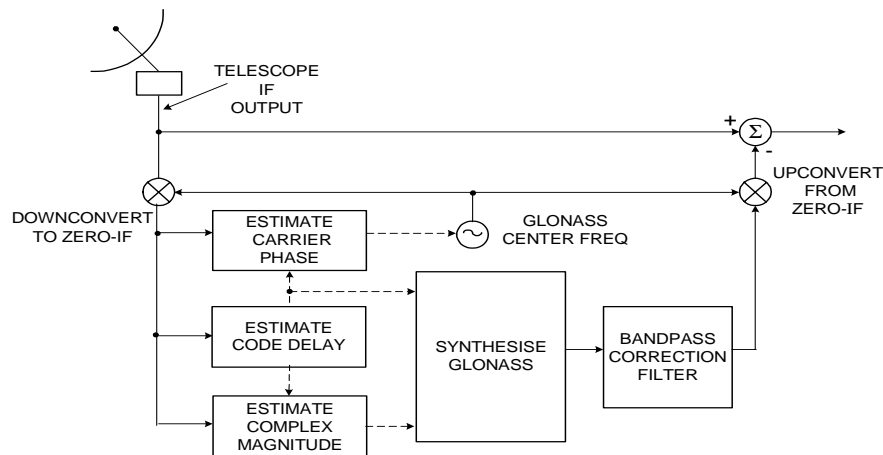 TELESCOPE
IF
OUTPUT
+
Σ
-
DOWNCONVERT
TO ZERO-IF
UPCONVERT
FROM
ZERO-IF
ESTIMATE
CARRIER
PHASE
GLONASS
CENTER FREQ
ESTIMATE
CODE DELAY
SYNTHESISE
GLONASS
BANDPASS
CORRECTION
FILTER
ESTIMATE
COMPLEX
MAGNITUDE